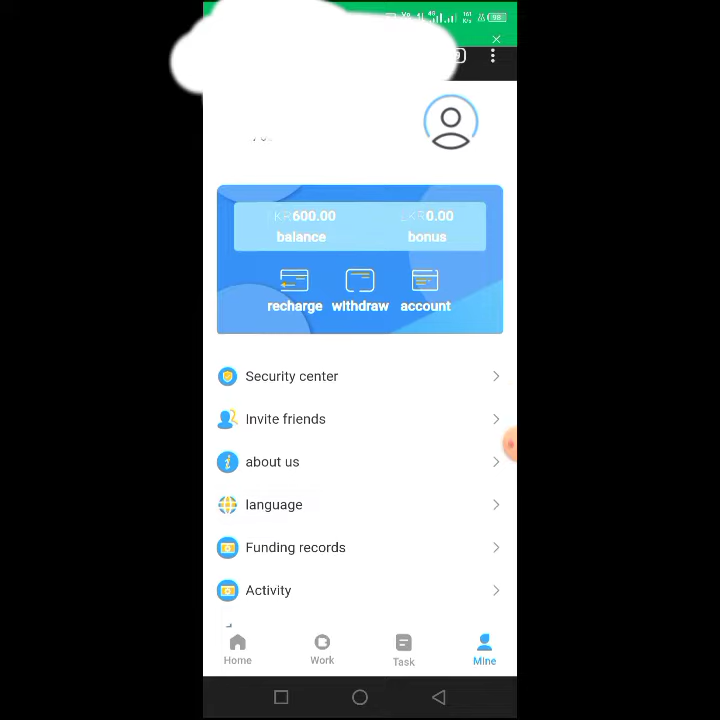 98
600.00
0.00
balance
bonus
recharge
withdraw
account
Security center
Invite friends
about us
language
Funding records
Activity
Home
Work
Task
Mine